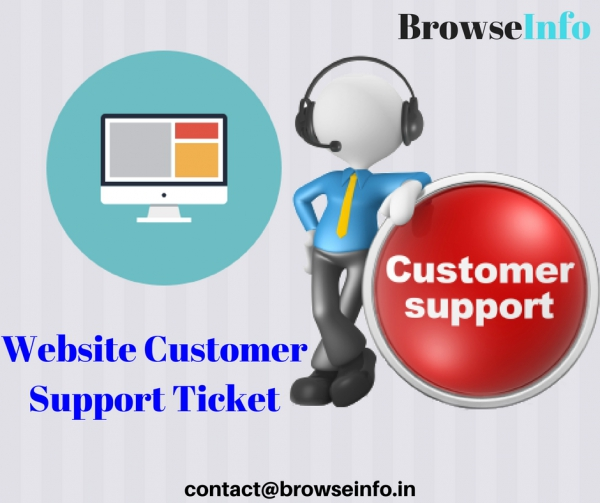 BrowseInfo
Customer
support
Website Customer
Support Ticket
contact@browseinfo.in